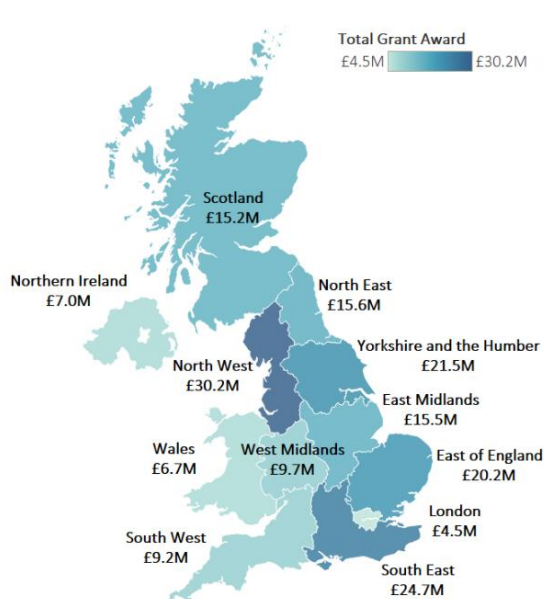 Total Grant Award
£4.5M £30.2M
Scotland
£15.2M
Northern Ireland
£7.0M
North East
£15.6M
Yorkshire and the Humber
£21.5M
North West
£30.2M
East Midlands
£15.5M
Wales
£6.7M
West Midlands
£9.7M
East of England
£20.2M
London
£4.5M
South West
£9.2M
South East
£24.7M